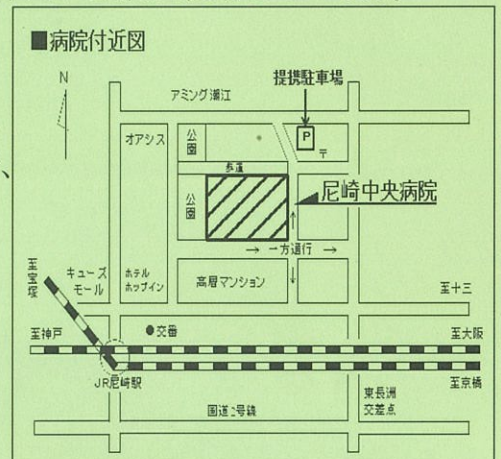 ■病院付近図
N
提携駐車場
アミング潮江
P
〒
オアシス
公園
歩道
公園
尼崎中央病院
→ 一方通行 →
至宝塚
キューズ
モール
ホテル
ホップイン
高層マンション
至十三
至神戸
●交番
至大阪
JR尼崎駅
至京橋
国道2号線
東長洲
交差点